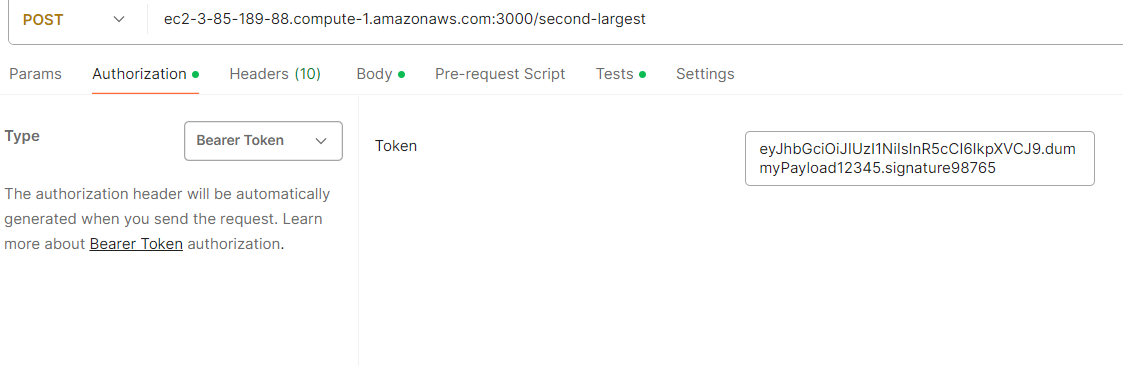 POST ec2-3-85-189-88.compute-1.amazonaws.com:3000/second-largest
Params Authorization Headers (10) Body Pre-request Script Tests Settings
Type Bearer Token
The authorization header will be automatically
generated when you send the request. Learn
more about Bearer Token authorization.
Token
eyJhbGciOiJIUzI1NiIsInR5cCI6IkpXVCJ9.dum
myPayload12345.signature98765